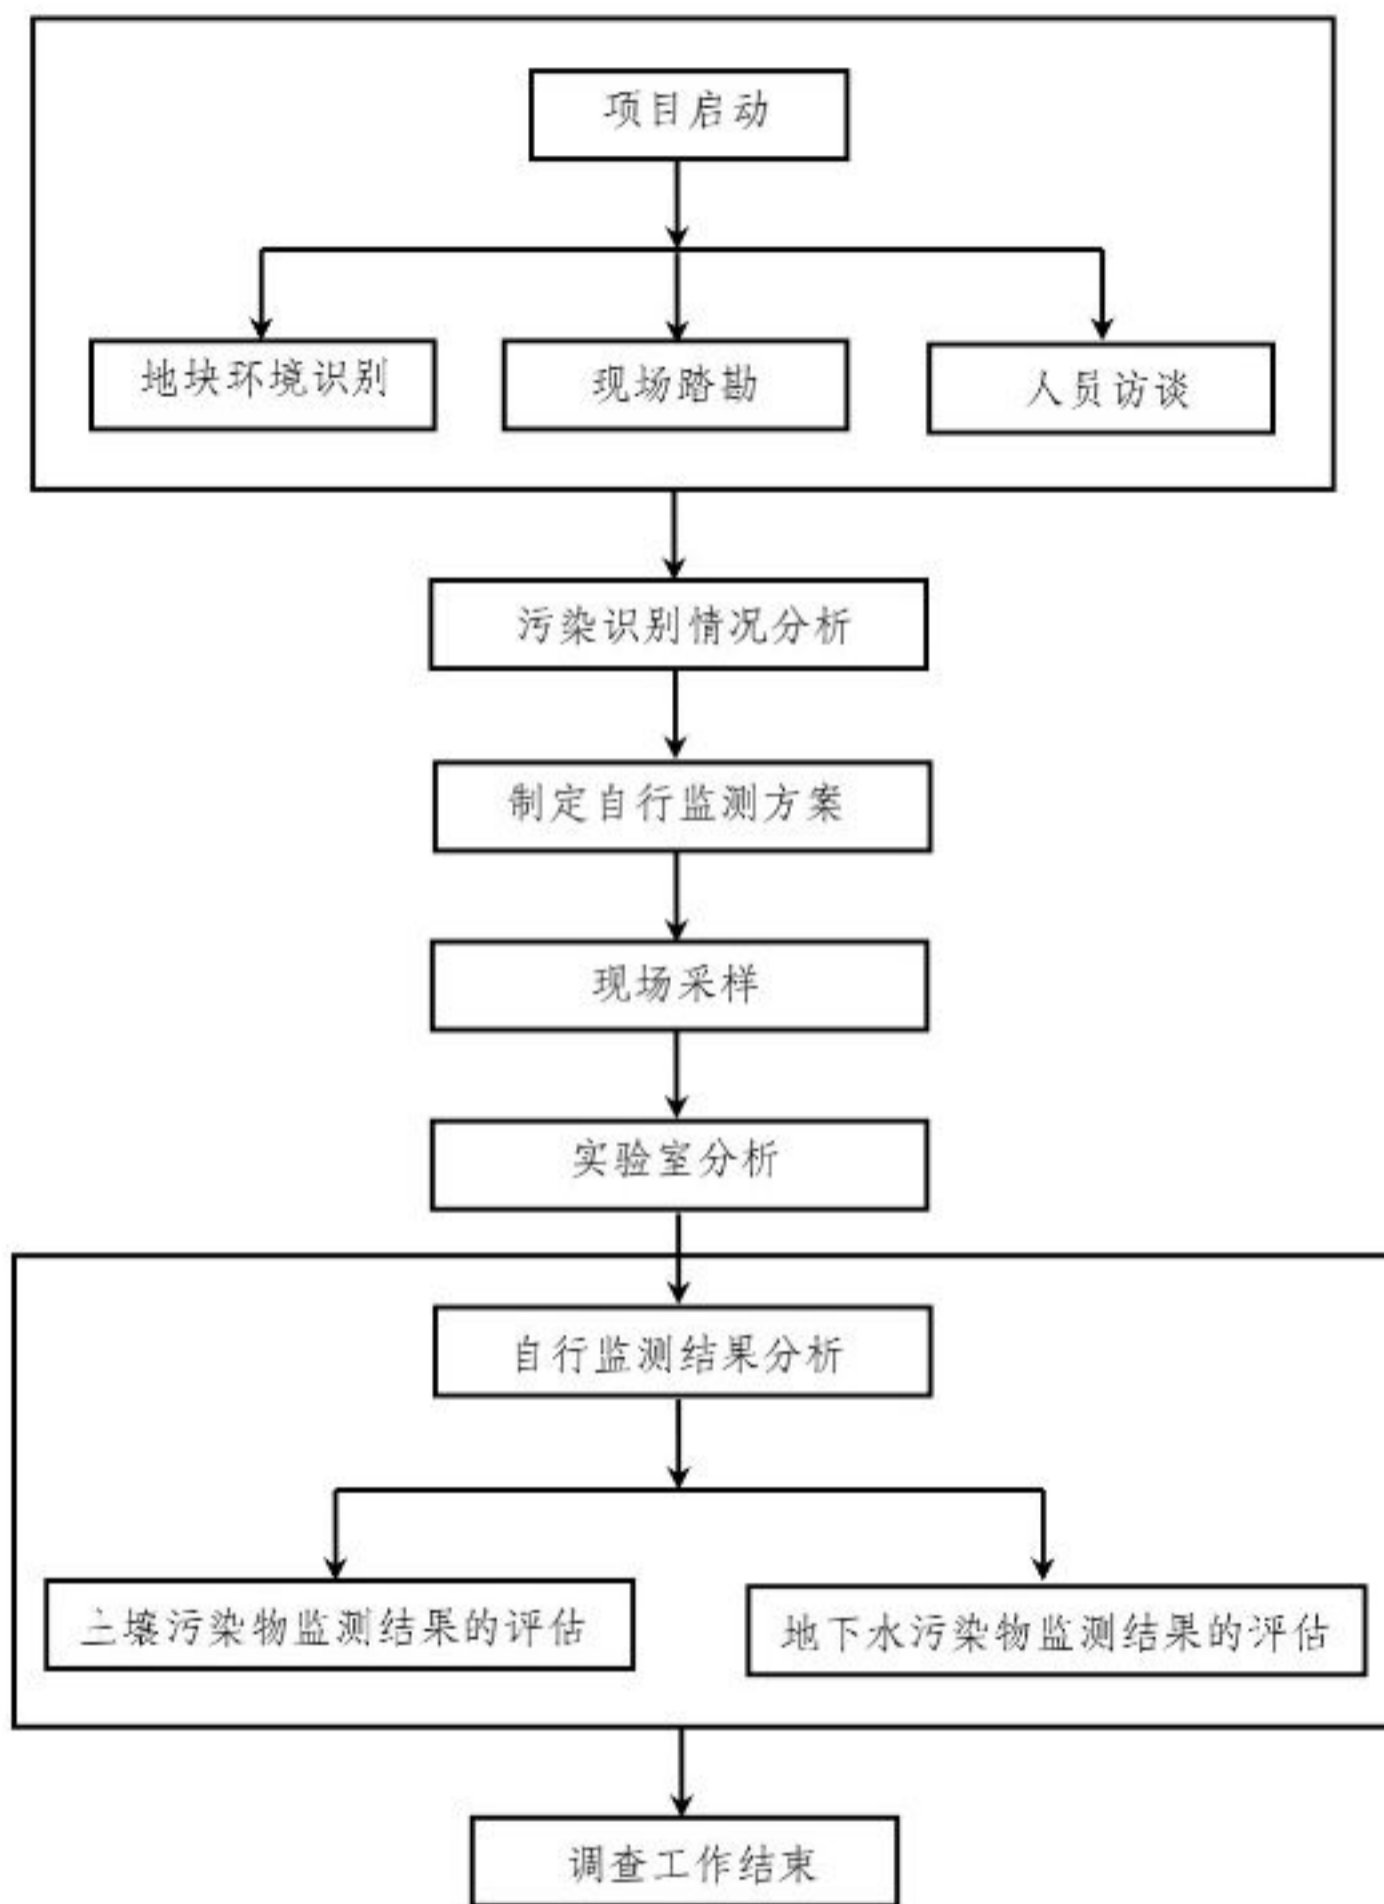 项目启动
地块环境识别
现场踏勘
人员访谈
污染识别情况分析
制定自行监测方案
现场采样
实验室分析
自行监测结果分析
土壤污染物监测结果的评估
地下水污染物监测结果的评估
调查工作结束